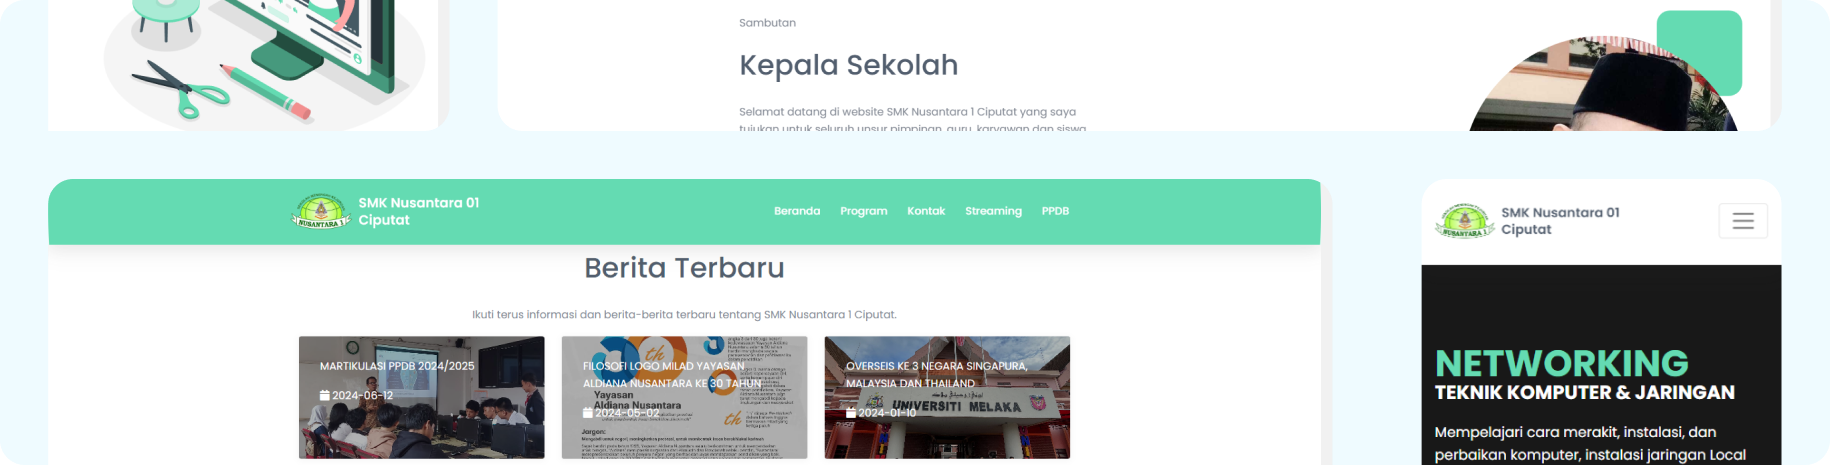 Sambutan
Kepala Sekolah
Selamat datang di website SMK Nusantara 1 Ciputat yang saya
tujukan untuk seluruh unsur pimpinan, guru, karyawan dan siswa
NUSANTARA 1
SMK Nusantara 01
Ciputat
Beranda Program Kontak Streaming PPDB
Berita Terbaru
Ikuti terus informasi dan berita-berita terbaru tentang SMK Nusantara 1 Ciputat.
MARTIKULASI PPDB 2024/2025
2024-06-12
th
FILOSOFI LOGO MILAD YAYASAN
ALDIANA NUSANTARA KE 30 TAHUN
Yayasan
Aldiana Nusantara
2024-05-02
th
Jargon:
OVERSEIS KE 3 NEGARA SINGAPURA,
MALAYSIA DAN THAILAND
UNIVERSITI MELAKA
2024-01-10
NUSANTARA 1
SMK Nusantara 01
Ciputat
NETWORKING
TEKNIK KOMPUTER & JARINGAN
Mempelajari cara merakit, instalasi, dan
perbaikan komputer, instalasi jaringan Local